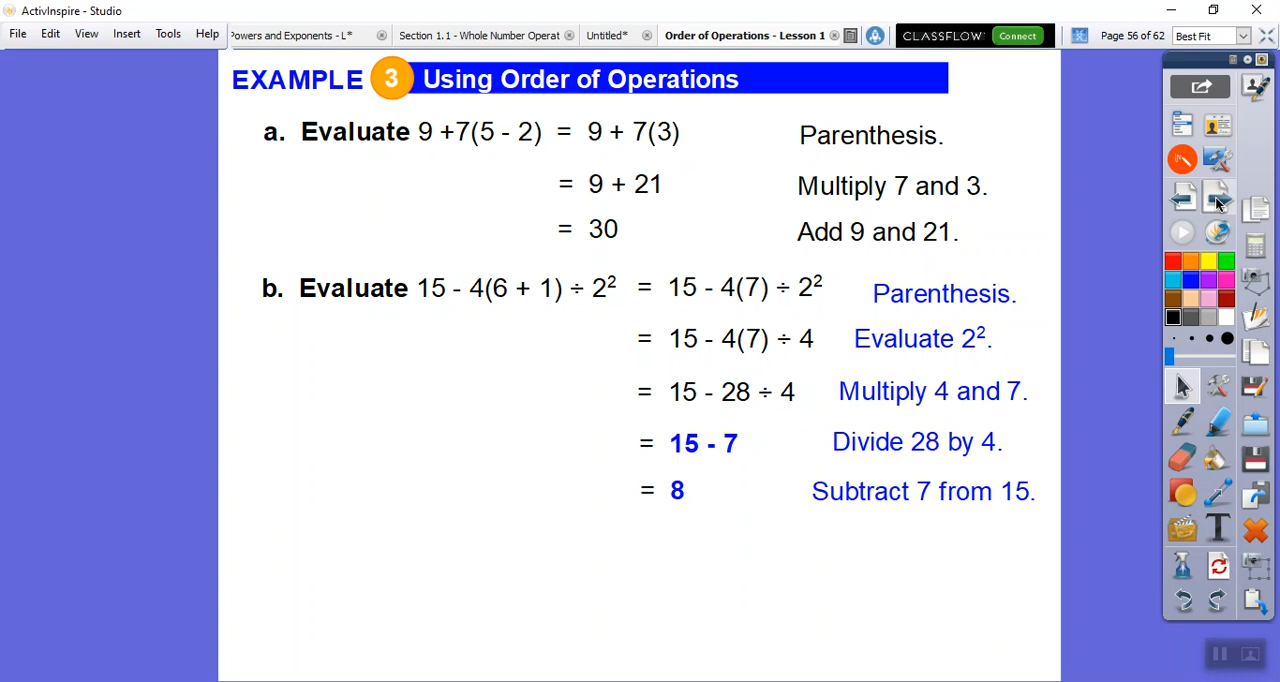 ActivInspire - Studio
File Edit View Insert Tools Help
Powers and Exponents - L* Section 1.1 - Whole Number Operat Untitled* Order of Operations - Lesson 1 CLASSFLOW Connect Page 56 of 62 Best Fit
EXAMPLE 3 Using Order of Operations
a. Evaluate 9 +7(5 - 2) = 9 + 7(3) Parenthesis.
= 9 + 21 Multiply 7 and 3.
= 30 Add 9 and 21.
b. Evaluate 15 - 4(6 + 1) ÷ 2² = 15 - 4(7) ÷ 2² Parenthesis.
= 15 - 4(7) ÷ 4 Evaluate 2².
= 15 - 28 ÷ 4 Multiply 4 and 7.
= 15 - 7 Divide 28 by 4.
= 8 Subtract 7 from 15.